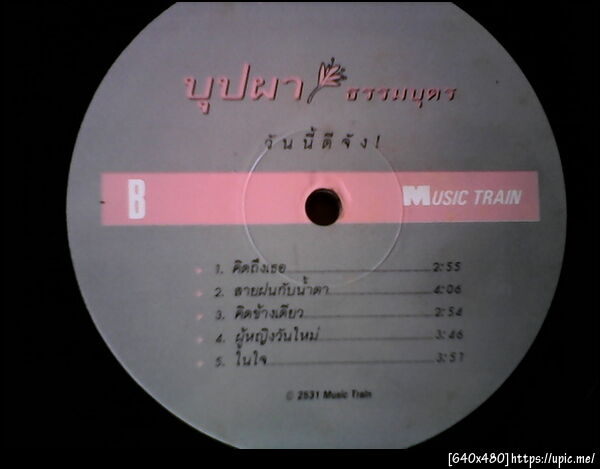 บุปผา ธรรมบุตร
วันนี้ดีจัง!
B MUSIC TRAIN
1. คิดถึงเธอ 2:55
2. สายฝนกับน้ำตา 4:06
3. คิดข้างเดียว 2:54
4. ผู้หญิงวันใหม่ 3:46
5. ในใจ 3:51
© 2531 Music Train
[640x480]https://upic.me/